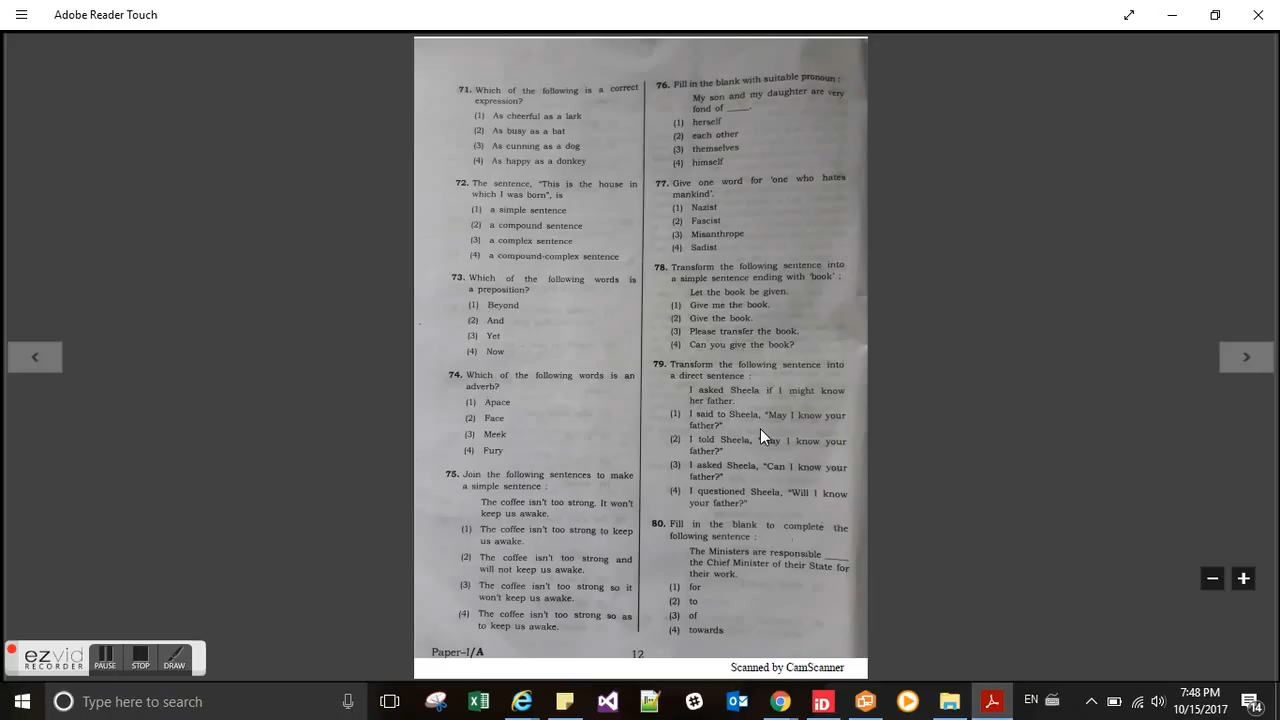 Adobe Reader Touch
71. Which of the following is a correct
expression?
(1) As cheerful as a lark
(2) As busy as a bat
(3) As cunning as a dog
(4) As happy as a donkey
72. The sentence, “This is the house in
which I was born”, is
(1) a simple sentence
(2) a compound sentence
(3) a complex sentence
(4) a compound-complex sentence
73. Which of the following words is
a preposition?
(1) Beyond
(2) And
(3) Yet
(4) Now
74. Which of the following words is an
adverb?
(1) Apace
(2) Face
(3) Meek
(4) Fury
75. Join the following sentences to make
a simple sentence :
The coffee isn’t too strong. It won’t
keep us awake.
(1) The coffee isn’t too strong to keep
us awake.
(2) The coffee isn’t too strong and
will not keep us awake.
(3) The coffee isn’t too strong so it
won’t keep us awake.
(4) The coffee isn’t too strong so as
to keep us awake.
76. Fill in the blank with suitable pronoun :
My son and my daughter are very
fond of ____.
(1) herself
(2) each other
(3) themselves
(4) himself
77. Give one word for ‘one who hates
mankind’.
(1) Nazist
(2) Fascist
(3) Misanthrope
(4) Sadist
78. Transform the following sentence into
a simple sentence ending with ‘book’ :
Let the book be given.
(1) Give me the book.
(2) Give the book.
(3) Please transfer the book.
(4) Can you give the book?
79. Transform the following sentence into
a direct sentence :
I asked Sheela if I might know
her father.
(1) I said to Sheela, “May I know your
father?”
(2) I told Sheela, “May I know your
father?”
(3) I asked Sheela, “Can I know your
father?”
(4) I questioned Sheela, “Will I know
your father?”
80. Fill in the blank to complete the
following sentence :
The Ministers are responsible ____
the Chief Minister of their State for
their work.
(1) for
(2) to
(3) of
(4) towards
Paper–I/A
12
Scanned by CamScanner
ezvid
RECORDER
PAUSE
STOP
DRAW
Type here to search
EN
7:48 PM
10/15/2017
14